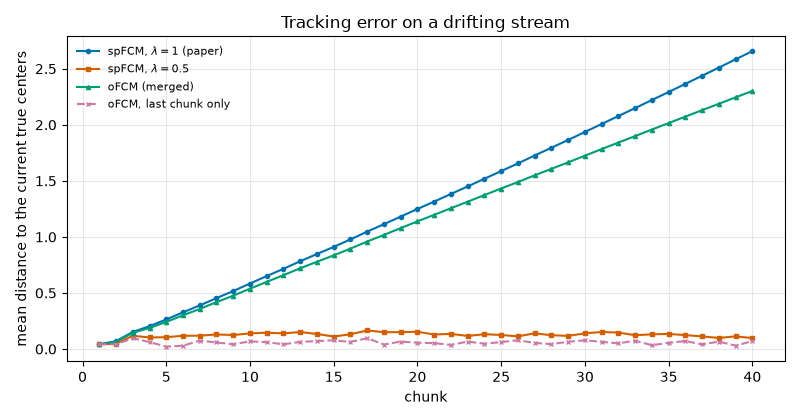 Tracking error on a drifting stream
mean distance to the current true centers
2.5
2.0
1.5
1.0
0.5
0.0
spFCM, λ = 1 (paper)
spFCM, λ = 0.5
oFCM (merged)
oFCM, last chunk only
0 5 10 15 20 25 30 35 40
chunk